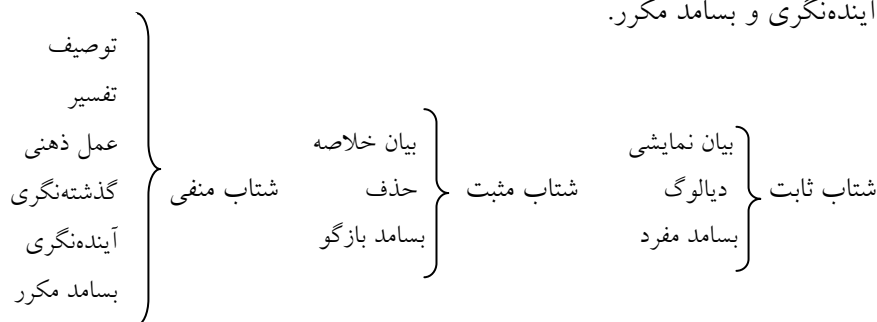 آینده‌نگری و بسامد مکرر.
شتاب ثابت
بیان نمایشی
دیالوگ
بسامد مفرد
شتاب مثبت
بیان خلاصه
حذف
بسامد بازگو
شتاب منفی
توصیف
تفسیر
عمل ذهنی
گذشته‌نگری
آینده‌نگری
بسامد مکرر